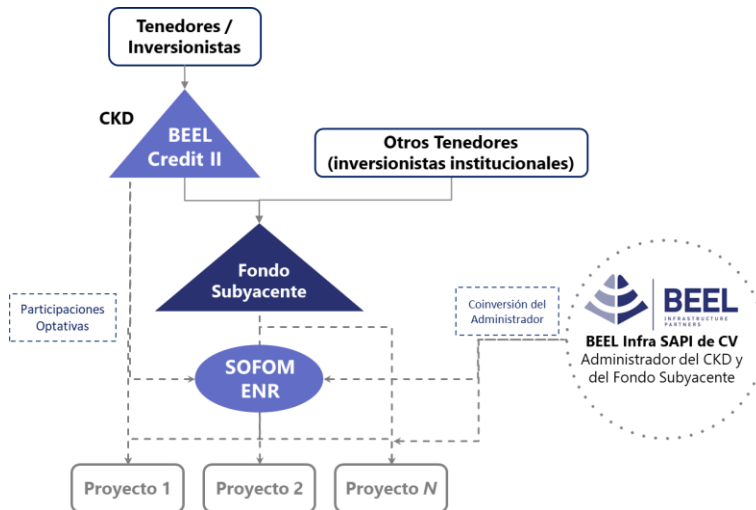 Tenedores /
Inversionistas
CKD
BEEL
Credit II
Otros Tenedores
(inversionistas institucionales)
Fondo
Subyacente
Participaciones
Optativas
Coinversión del
Administrador
BEEL
INFRASTRUCTURE
PARTNERS
BEEL Infra SAPI de CV
Administrador del CKD y
del Fondo Subyacente
SOFOM
ENR
Proyecto 1
Proyecto 2
Proyecto N